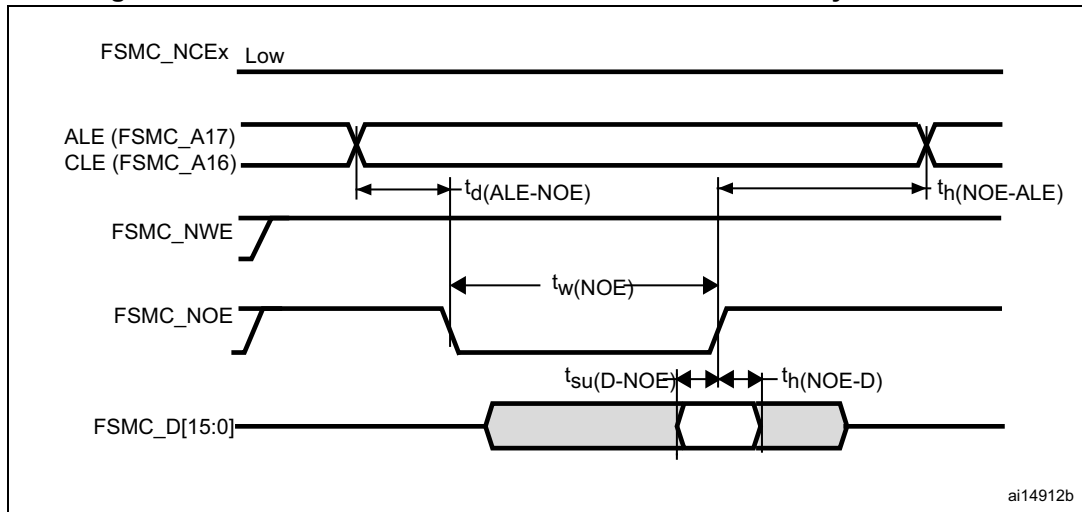 FSMC_NCEx Low
ALE (FSMC_A17)
CLE (FSMC_A16)
td(ALE-NOE)
th(NOE-ALE)
FSMC_NWE
tw(NOE)
FSMC_NOE
tsu(D-NOE)
th(NOE-D)
FSMC_D[15:0]
ai14912b